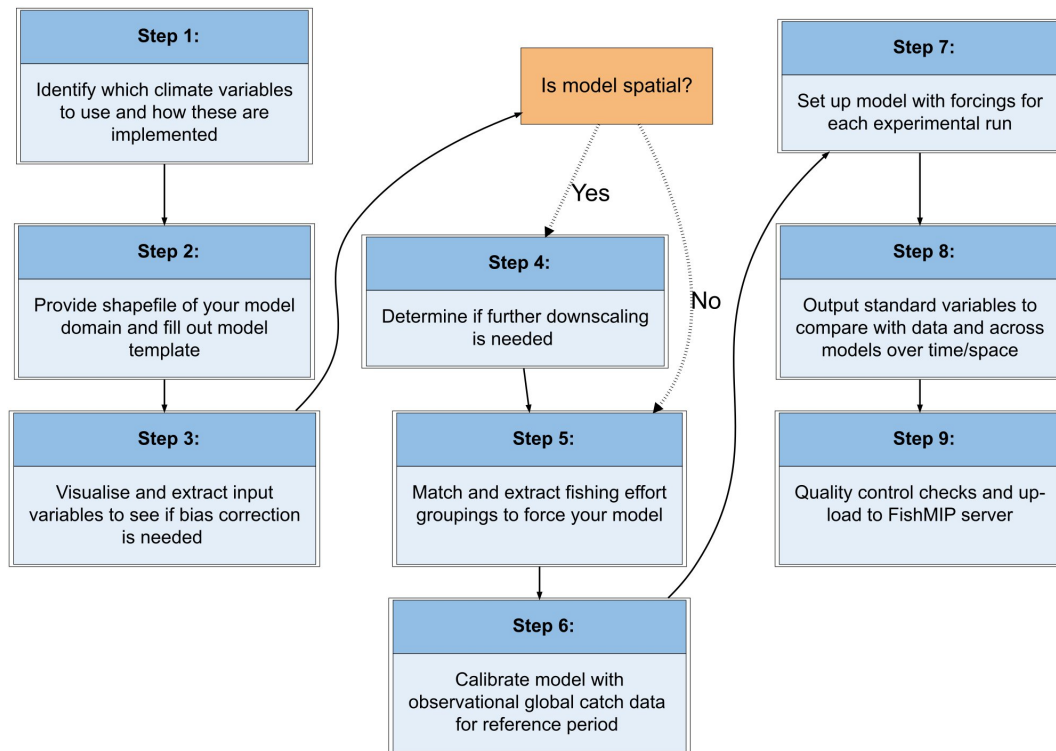 Step 1:
Identify which climate variables
to use and how these are
implemented
Step 2:
Provide shapefile of your model
domain and fill out model
template
Step 3:
Visualise and extract input
variables to see if bias correction
is needed
Is model spatial?
Yes
No
Step 4:
Determine if further downscaling
is needed
Step 5:
Match and extract fishing effort
groupings to force your model
Step 6:
Calibrate model with
observational global catch data
for reference period
Step 7:
Set up model with forcings for
each experimental run
Step 8:
Output standard variables to
compare with data and across
models over time/space
Step 9:
Quality control checks and up-
load to FishMIP server